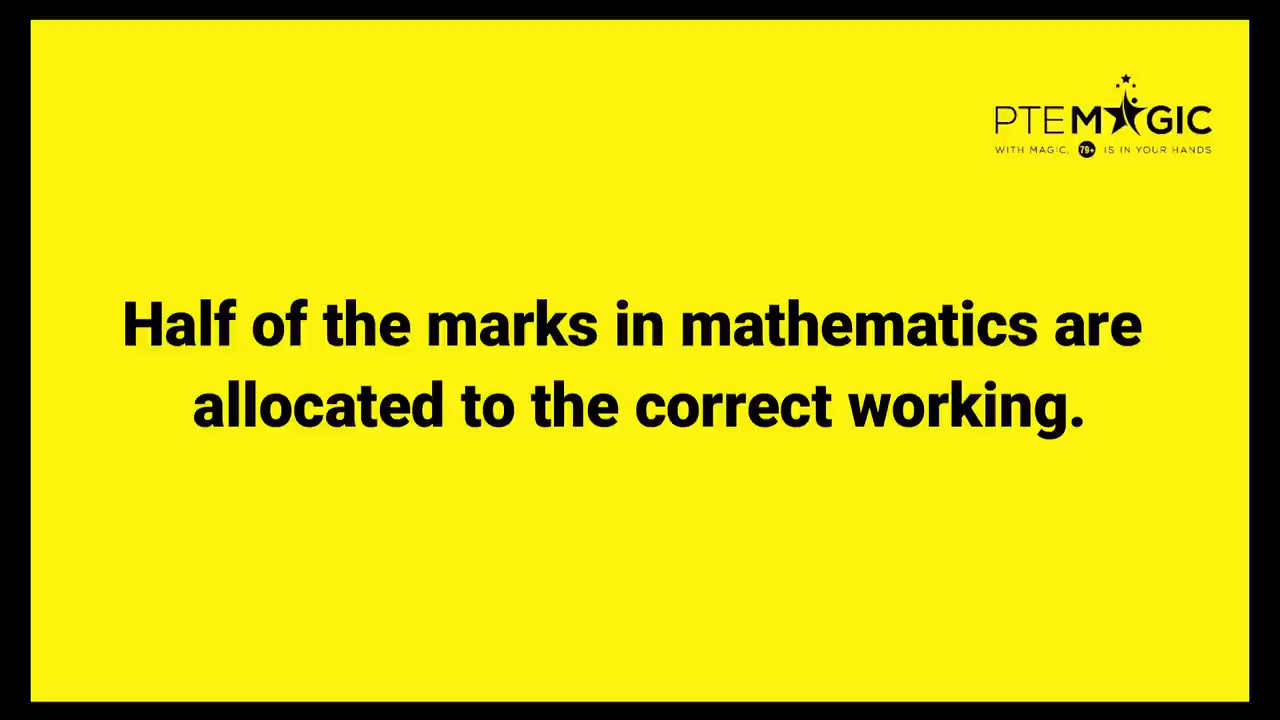 PTEMAGIC
WITH MAGIC, 79+ IS IN YOUR HANDS
Half of the marks in mathematics are
allocated to the correct working.